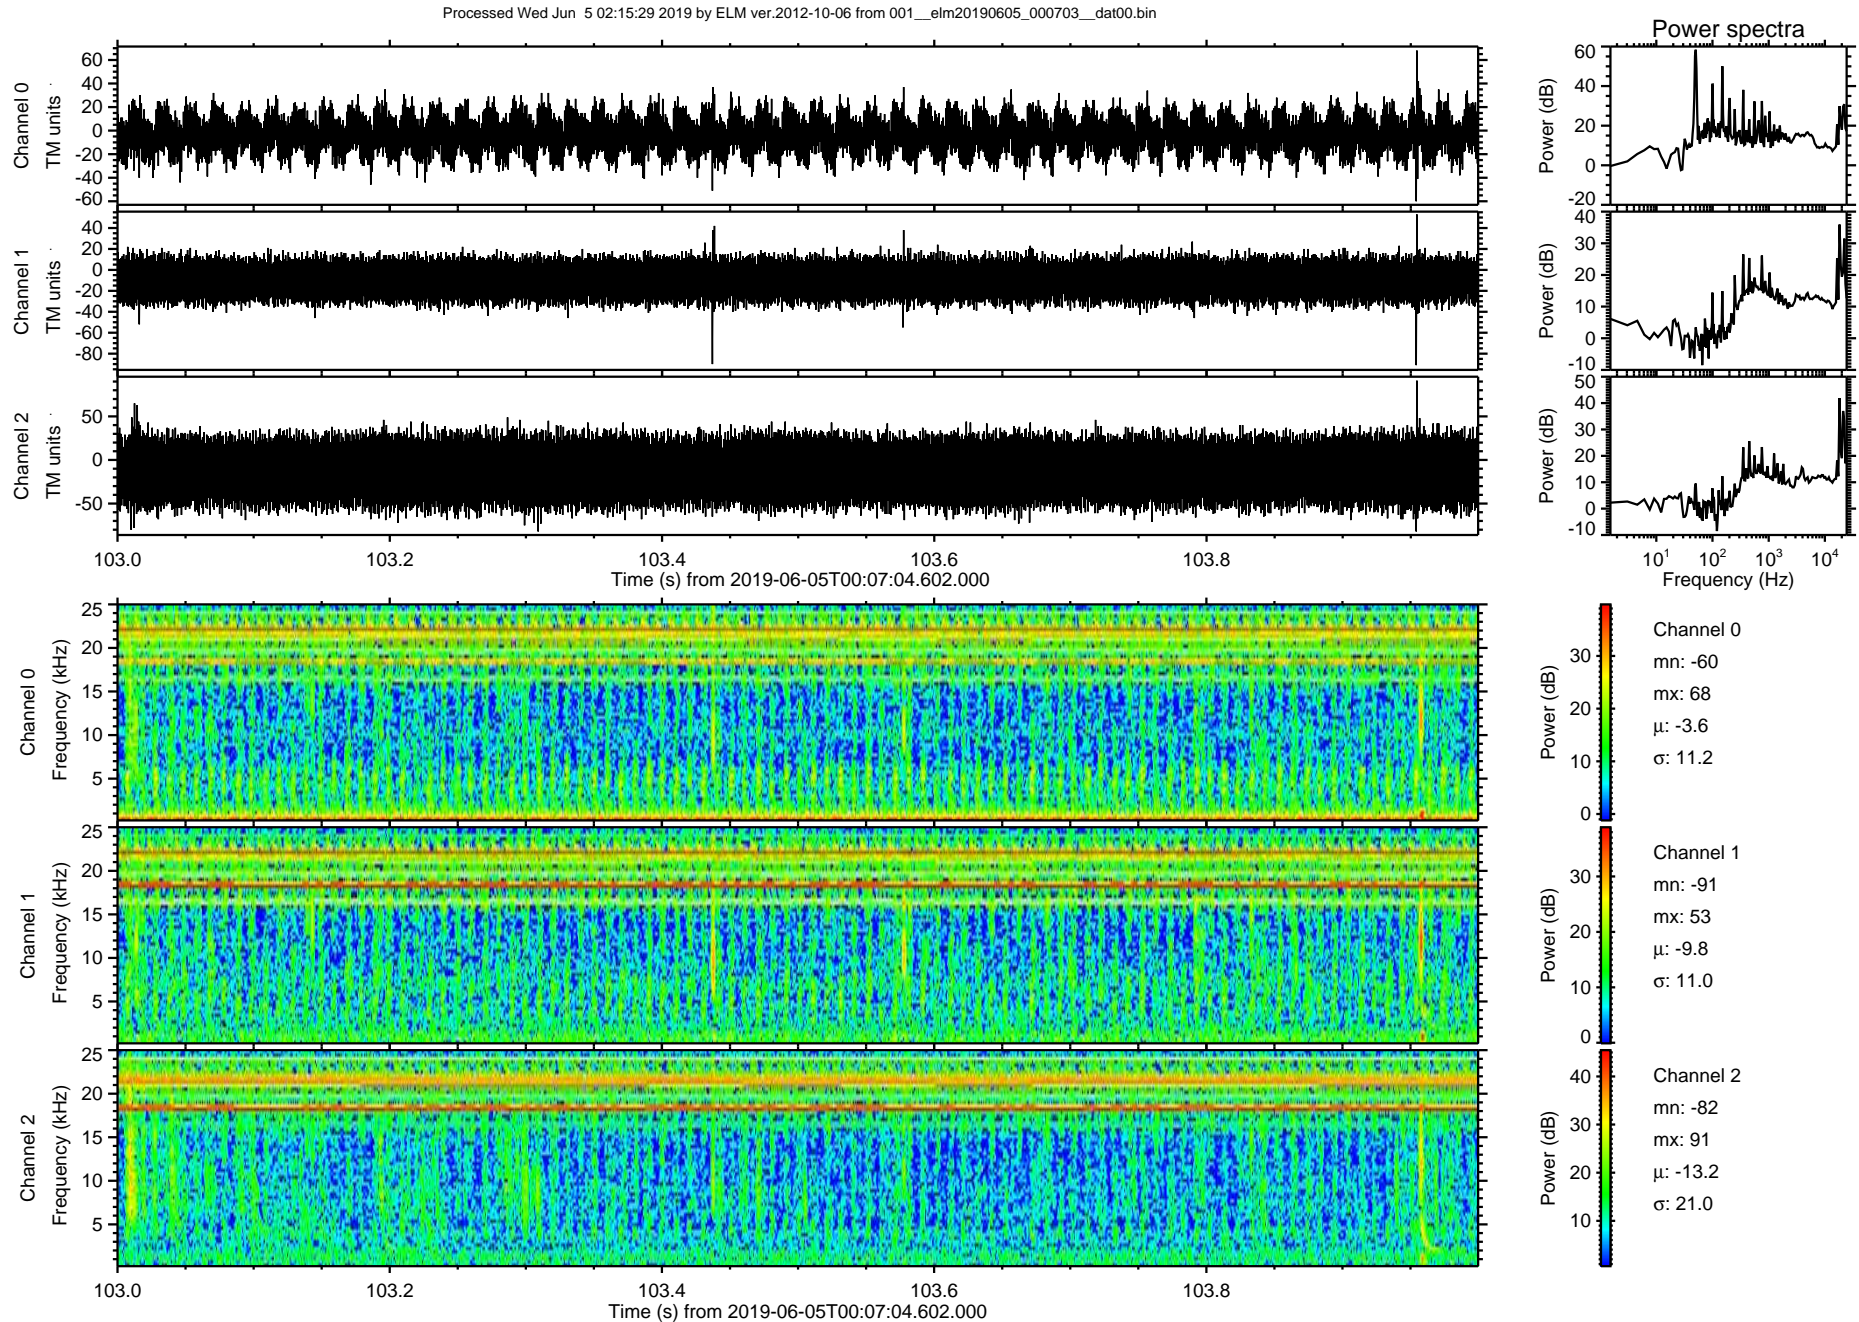 Processed Wed Jun  5 02:15:29 2019 by ELM ver.2012-10-06 from 001__elm20190605_000703__dat00.bin
Power spectra
Channel 0
TM units
60
40
20
0
-20
-40
-60
Power (dB)
60
40
20
0
-20
Channel 1
TM units
40
20
0
-20
-40
-60
-80
Power (dB)
40
30
20
10
0
-10
Channel 2
TM units
50
0
-50
Power (dB)
50
40
30
20
10
0
-10
103.0 103.2 103.4 103.6 103.8
Time (s) from 2019-06-05T00:07:04.602.000
10¹ 10² 10³ 10⁴
Frequency (Hz)
Channel 0
Frequency (kHz)
25
20
15
10
5
Power (dB)
30
20
10
0
Channel 0
mn: -60
mx: 68
μ: -3.6
σ: 11.2
Channel 1
Frequency (kHz)
25
20
15
10
5
Power (dB)
30
20
10
0
Channel 1
mn: -91
mx: 53
μ: -9.8
σ: 11.0
Channel 2
Frequency (kHz)
25
20
15
10
5
Power (dB)
40
30
20
10
Channel 2
mn: -82
mx: 91
μ: -13.2
σ: 21.0
103.0 103.2 103.4 103.6 103.8
Time (s) from 2019-06-05T00:07:04.602.000